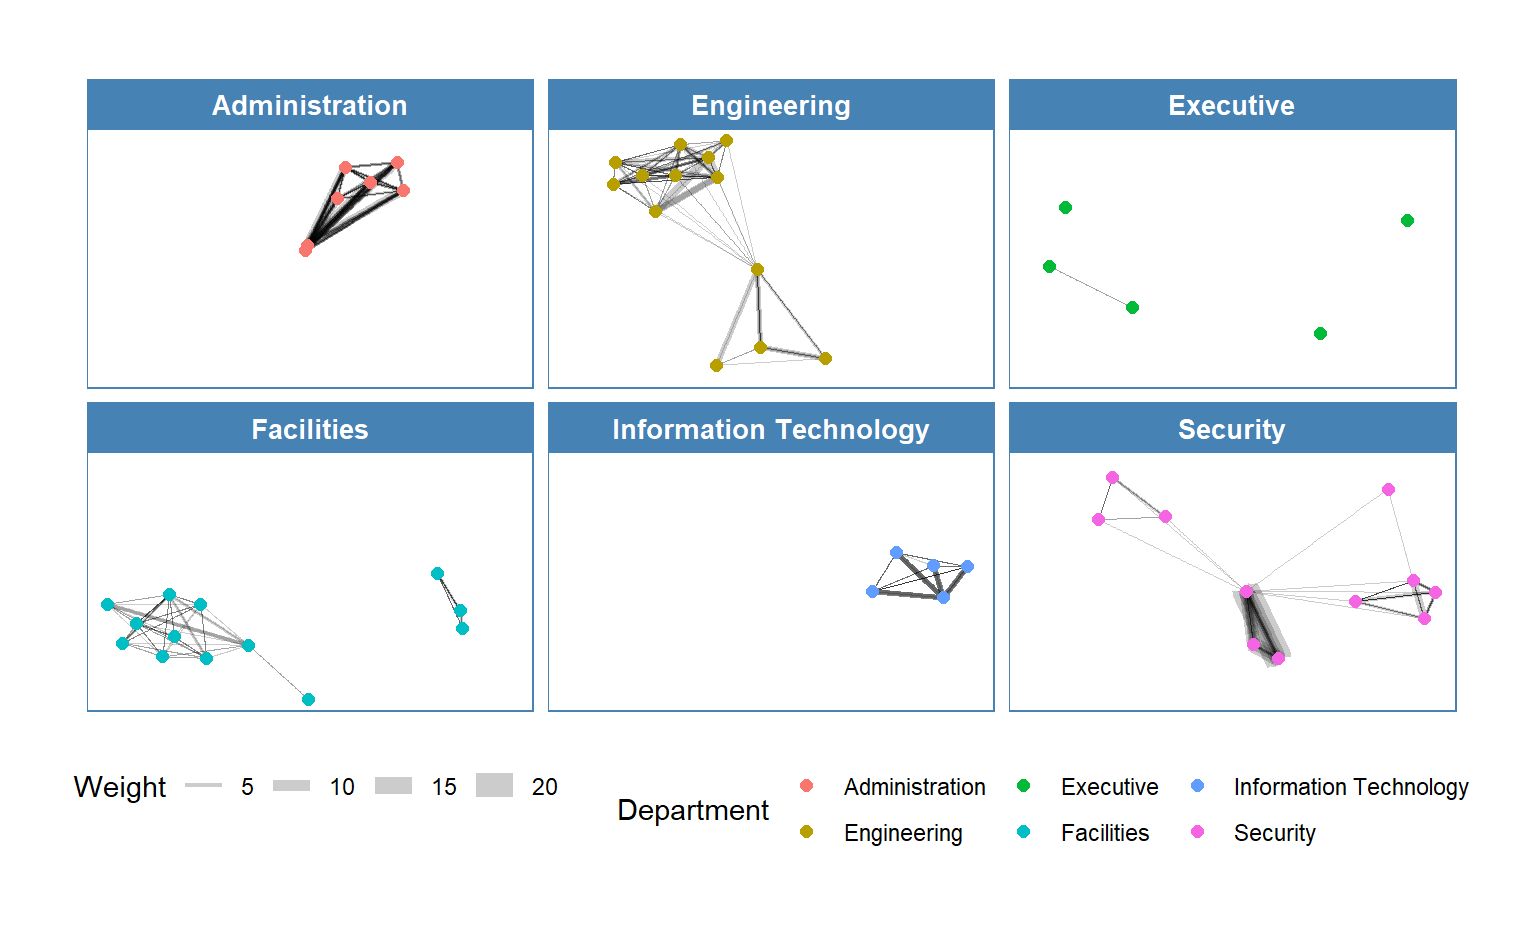 Administration
Engineering
Executive
Facilities
Information Technology
Security
Weight 5 10 15 20
Department
Administration Executive Information Technology
Engineering Facilities Security